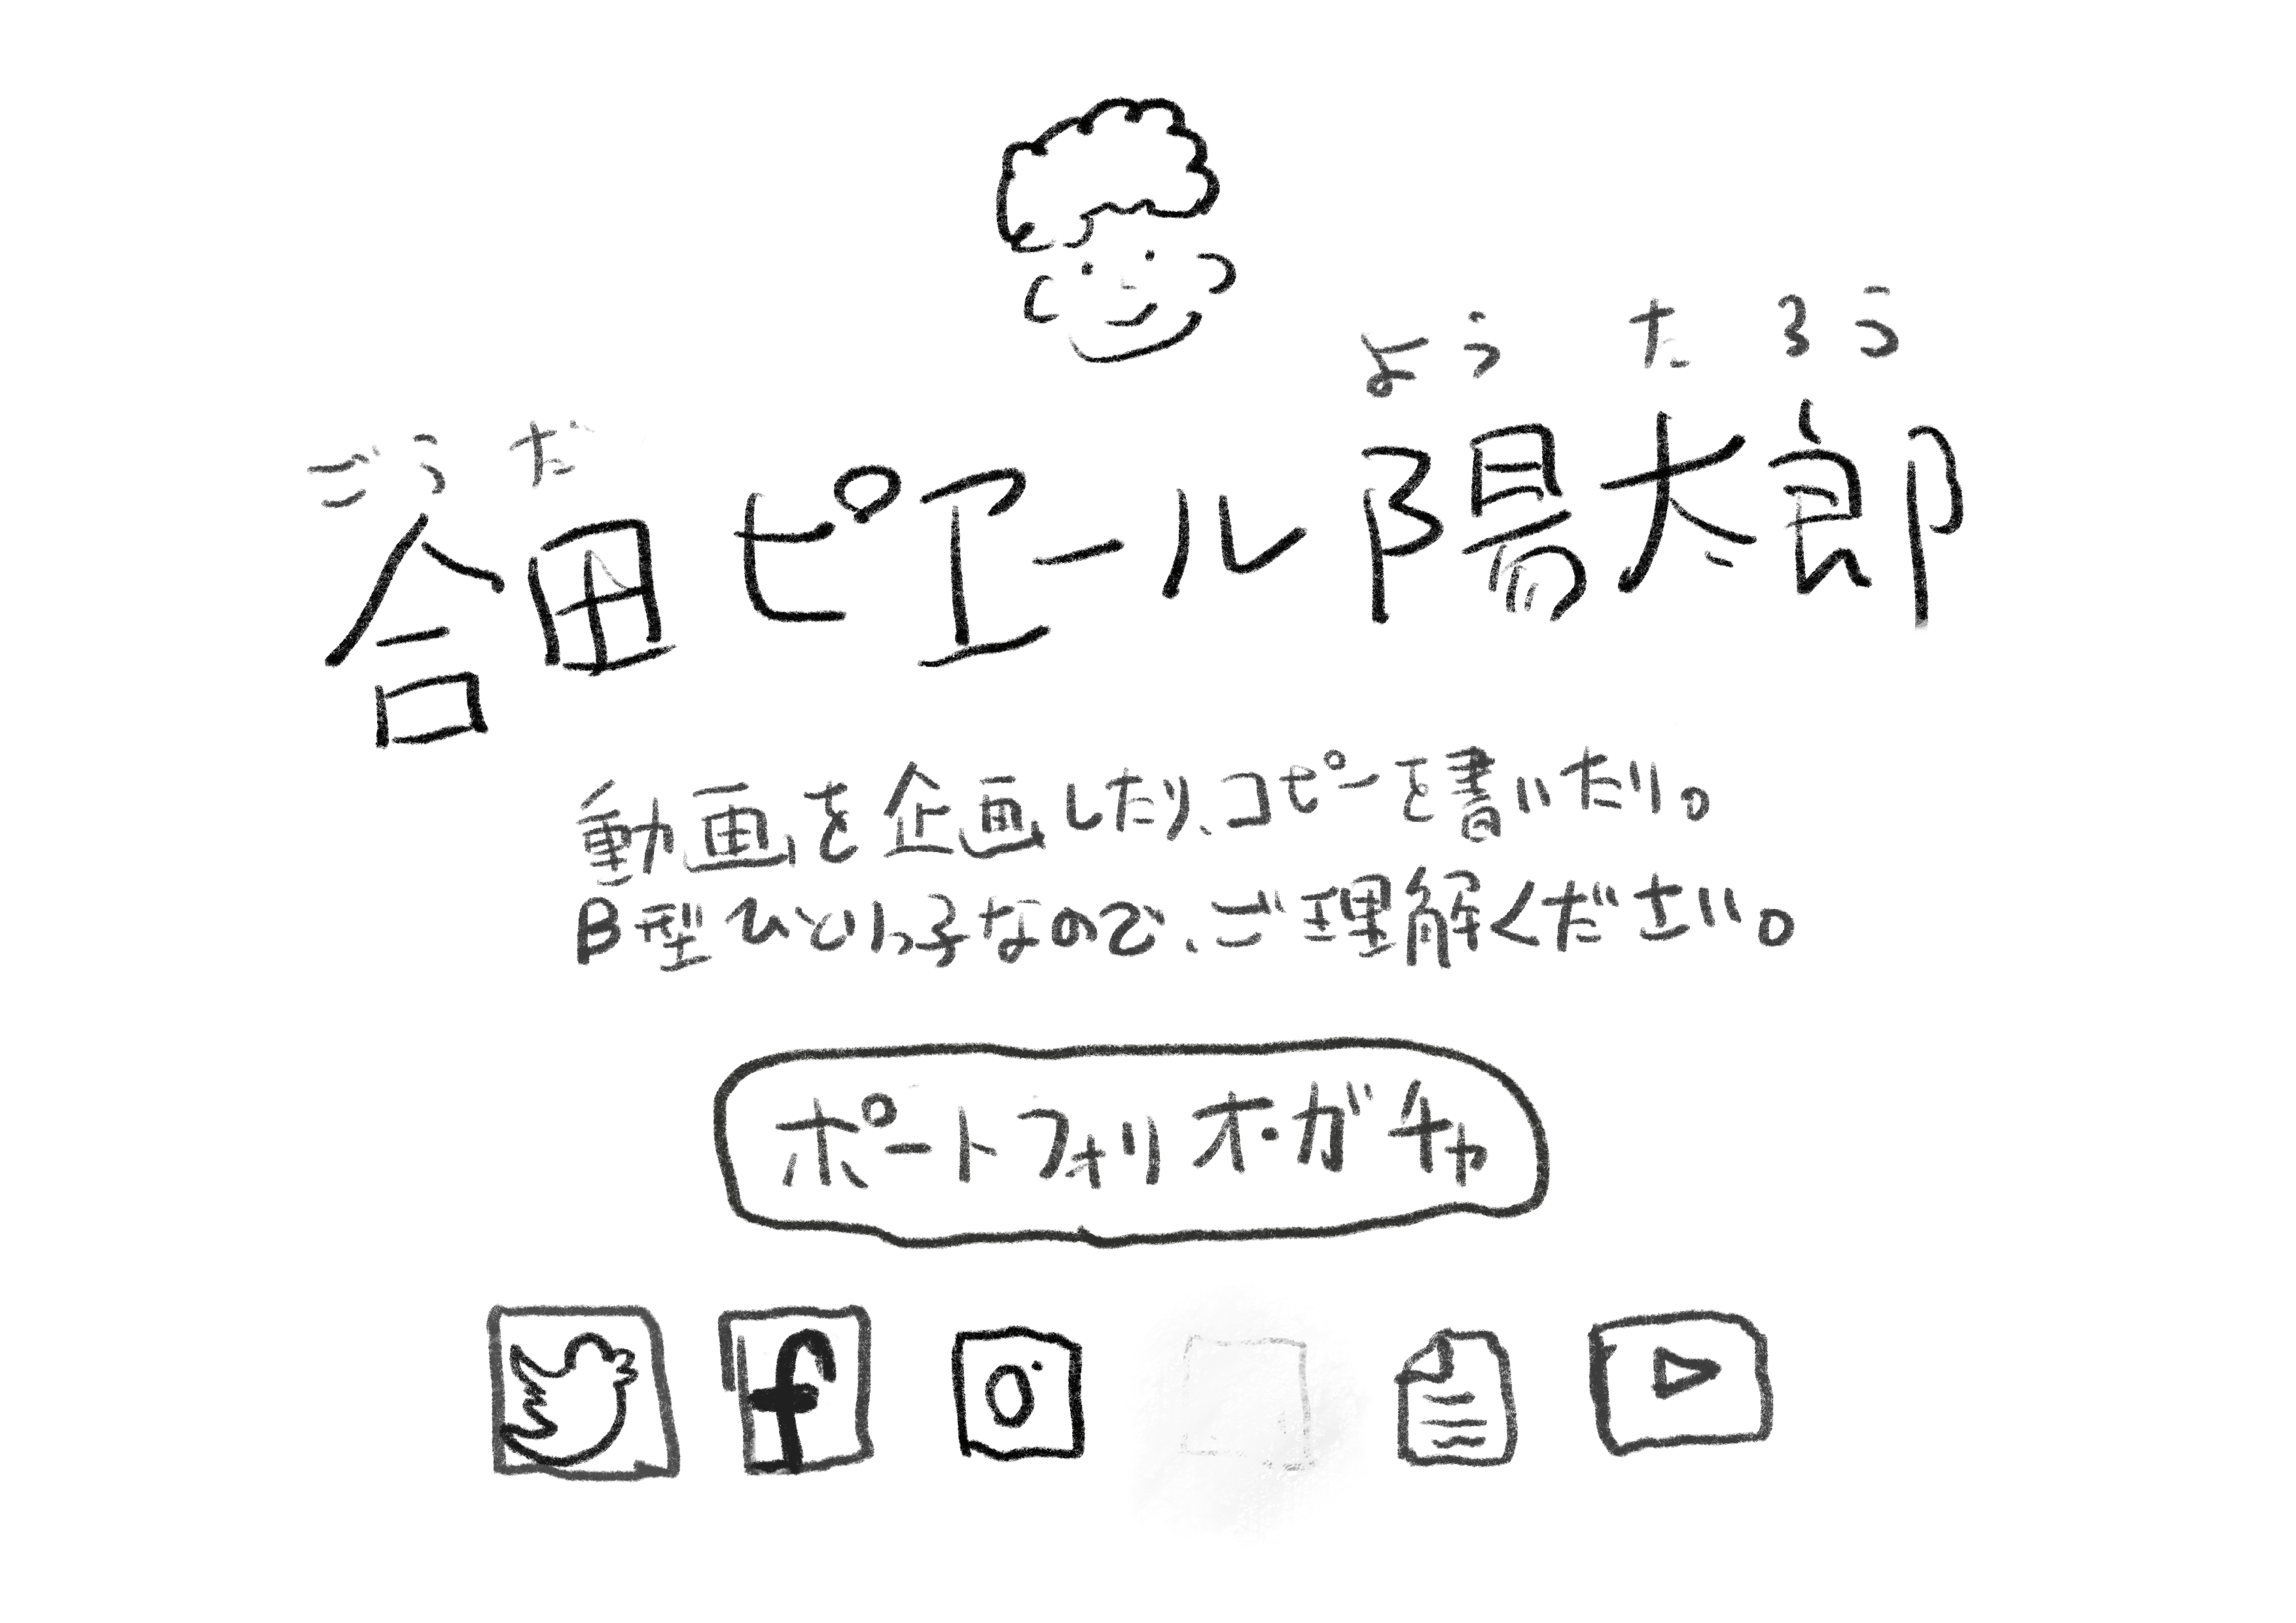 ようたろう
ごうだ
合田ピエール陽太郎
動画を企画したり、コピーを書いたり。
B型ひとりっ子なので、ご理解ください。
ポートフォリオ・ガチャ
f